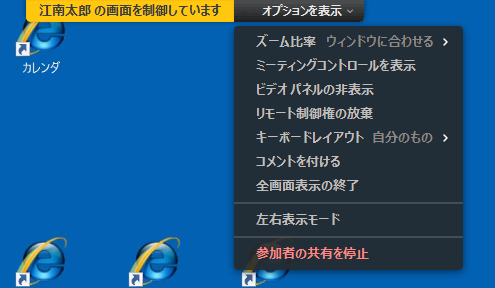 江南太郎 の画面を制御しています
オプションを表示
カレンダ
ズーム比率 ウィンドウに合わせる
ミーティングコントロールを表示
ビデオ パネルの非表示
リモート制御権の放棄
キーボードレイアウト 自分のもの
コメントを付ける
全画面表示の終了
左右表示モード
参加者の共有を停止